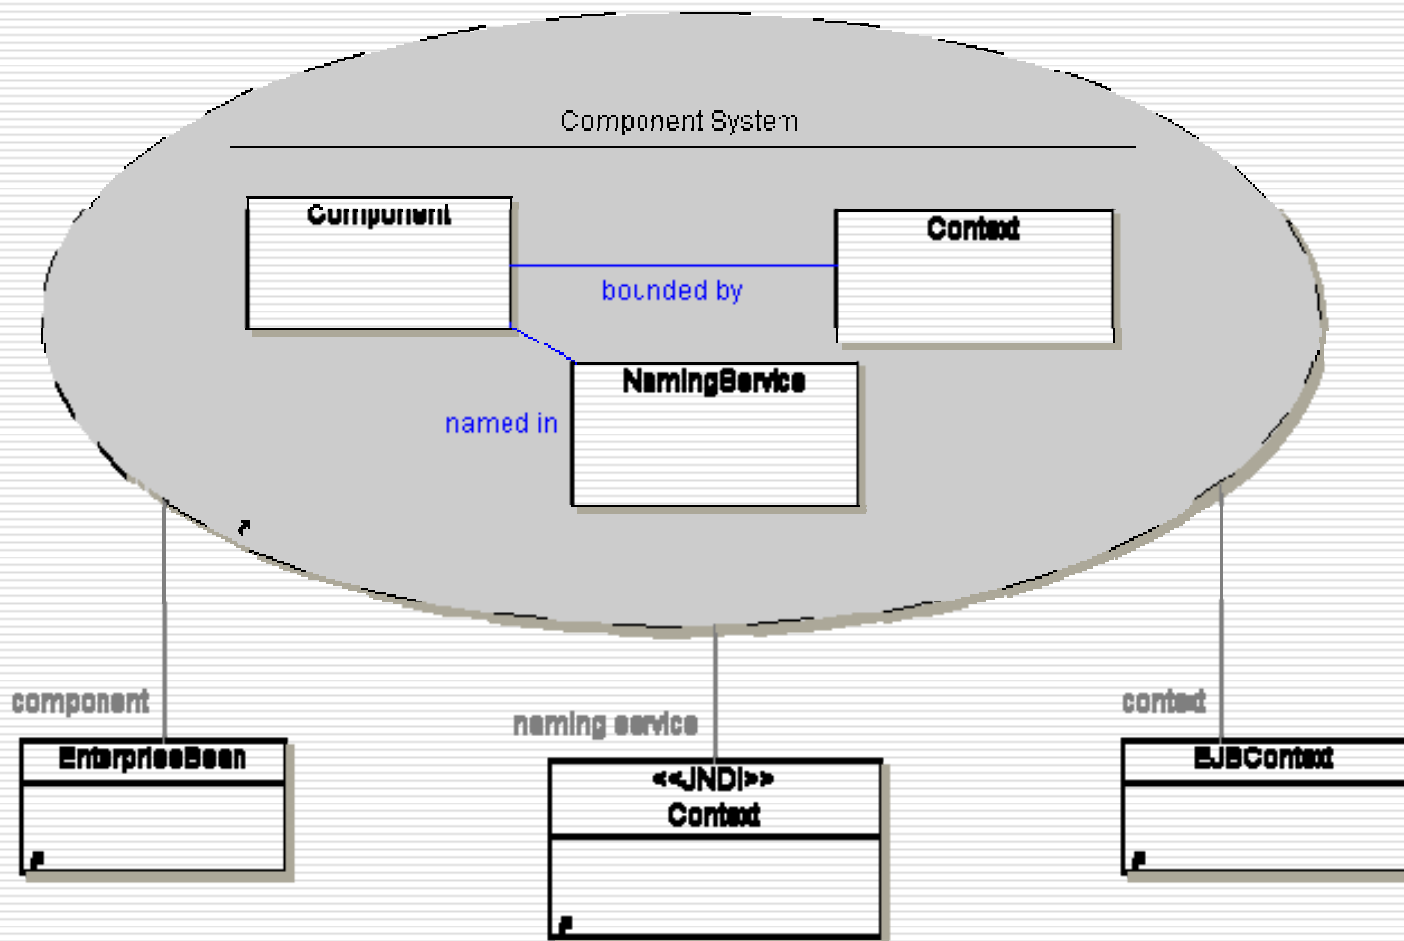 Component System
Component
Context
bounded by
NamingService
named in
component
naming service
context
EnterpriseBean
<<JNDI>>
Context
EJBContext